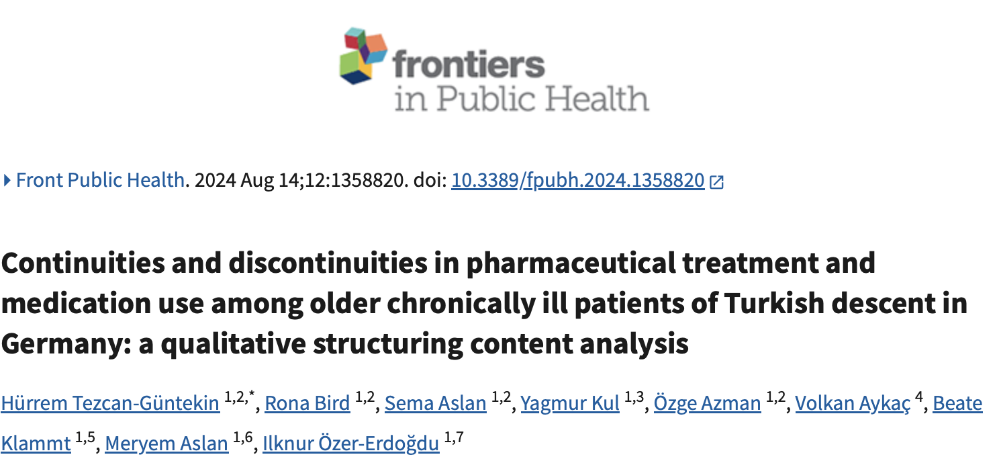 frontiers
in Public Health
Front Public Health. 2024 Aug 14;12:1358820. doi: 10.3389/fpubh.2024.1358820
Continuities and discontinuities in pharmaceutical treatment and
medication use among older chronically ill patients of Turkish descent in
Germany: a qualitative structuring content analysis
Hürrem Tezcan-Güntekin 1,2,*, Rona Bird 1,2, Sema Aslan 1,2, Yagmur Kul 1,3, Özge Azman 1,2, Volkan Aykaç 4, Beate
Klammt 1,5, Meryem Aslan 1,6, Ilknur Özer-Erdoğdu 1,7